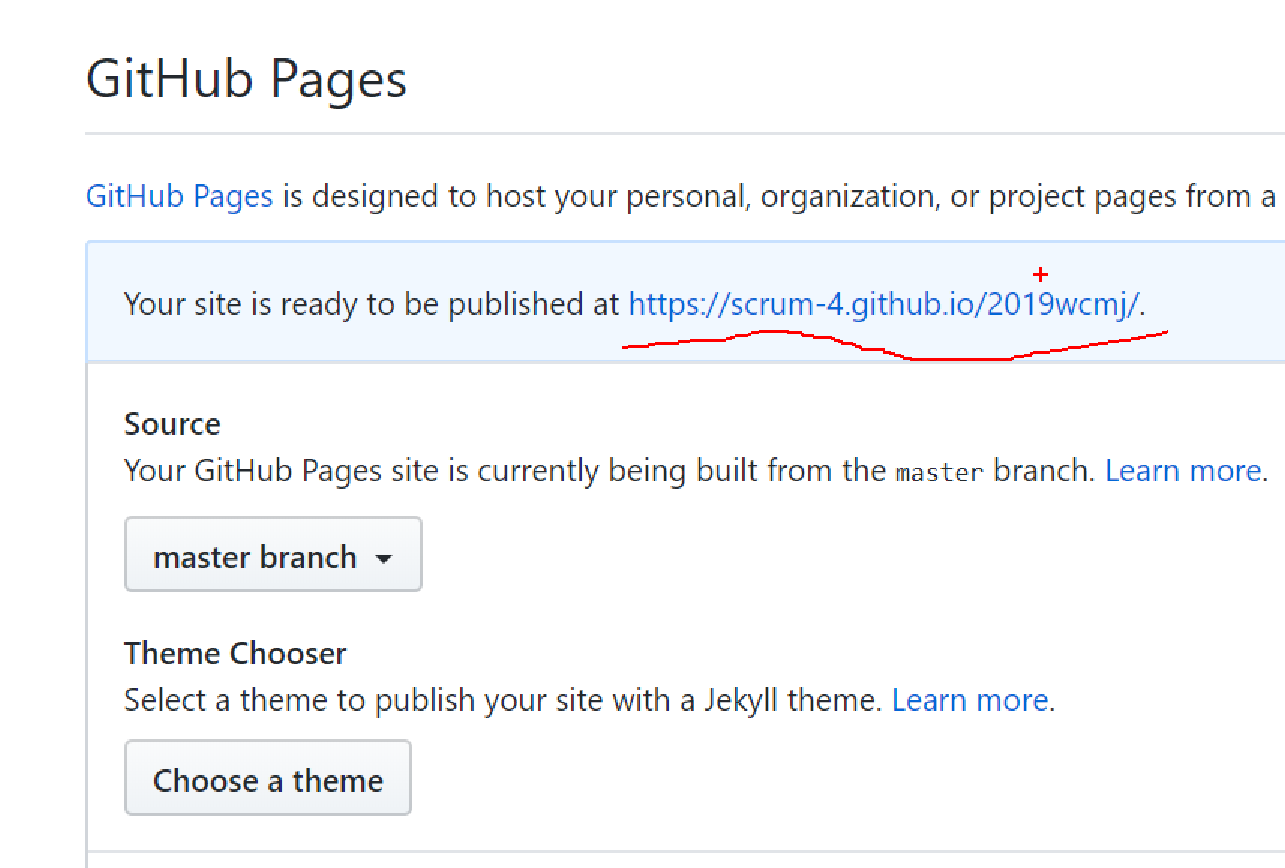 GitHub Pages
GitHub Pages is designed to host your personal, organization, or project pages from a
Your site is ready to be published at https://scrum-4.github.io/2019wcmj/.
Source
Your GitHub Pages site is currently being built from the master branch. Learn more.
master branch
Theme Chooser
Select a theme to publish your site with a Jekyll theme. Learn more.
Choose a theme